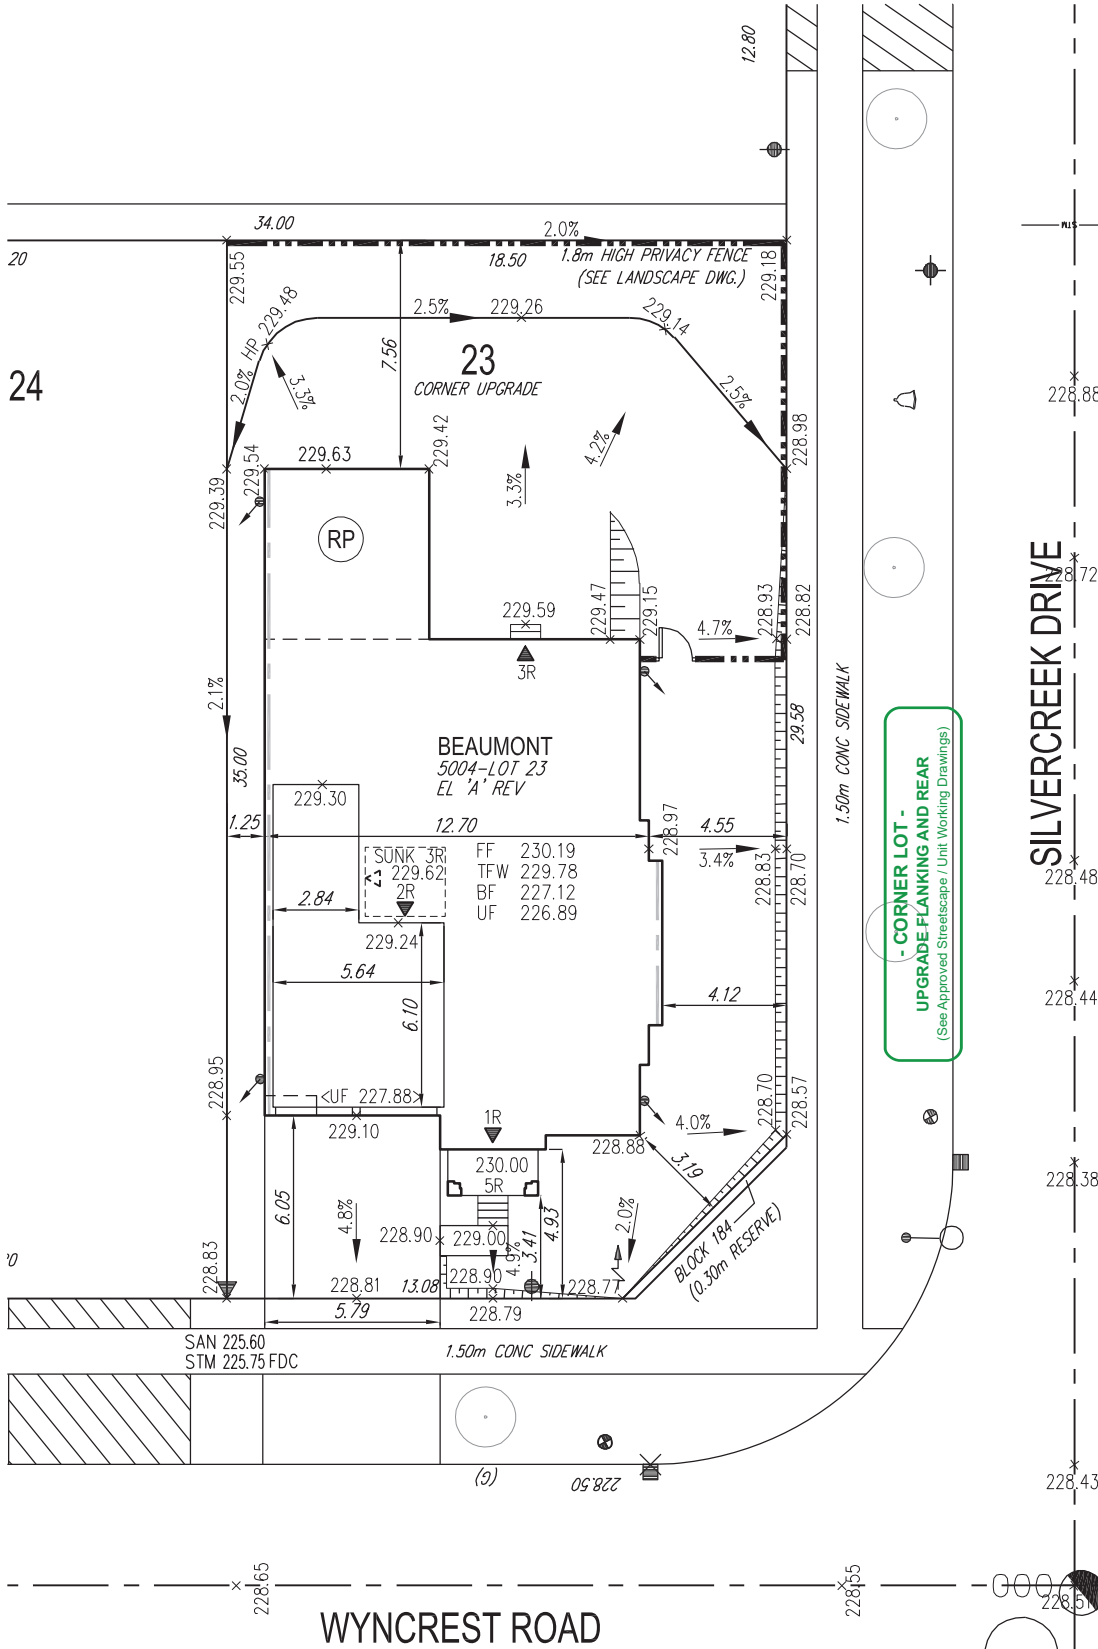 12.80
34.00
2.0%
STM
20
229.55
18.50
1.8m HIGH PRIVACY FENCE
(SEE LANDSCAPE DWG.)
229.18
HP 229.48
2.5%
229.26
229.14
7.56
23
CORNER UPGRADE
24
2.0%
3.3%
2.5%
228.88
229.42
4.2%
228.98
229.54
229.63
229.39
3.3%
RP
228.72
229.47
229.59
229.15
228.93
228.82
4.7%
3R
SILVERCREEK DRIVE
2.1%
29.58
1.50m CONC SIDEWALK
BEAUMONT
5004-LOT 23
EL 'A' REV
35.00
229.30
1.25
12.70
228.97
4.55
- CORNER LOT -
UPGRADE FLANKING AND REAR
(See Approved Streetscape / Unit Working Drawings)
SUNK 3R
229.62
2R
FF 230.19
TFW 229.78
BF 227.12
UF 226.89
3.4%
228.83
228.70
228.48
2.84
229.24
5.64
4.12
228.44
6.10
228.95
<UF 227.88>
229.10
1R
228.70
228.57
4.0%
228.88
3.19
230.00
5R
228.38
6.05
4.8%
4.93
2.0%
BLOCK 184
(0.30m RESERVE)
228.90
229.00
4.9%
3.41
228.83
228.81
13.08
228.90
228.77
5.79
228.79
SAN 225.60
STM 225.75 FDC
1.50m CONC SIDEWALK
(G)
228.50
228.43
228.65
228.55
228.51
WYNCREST ROAD